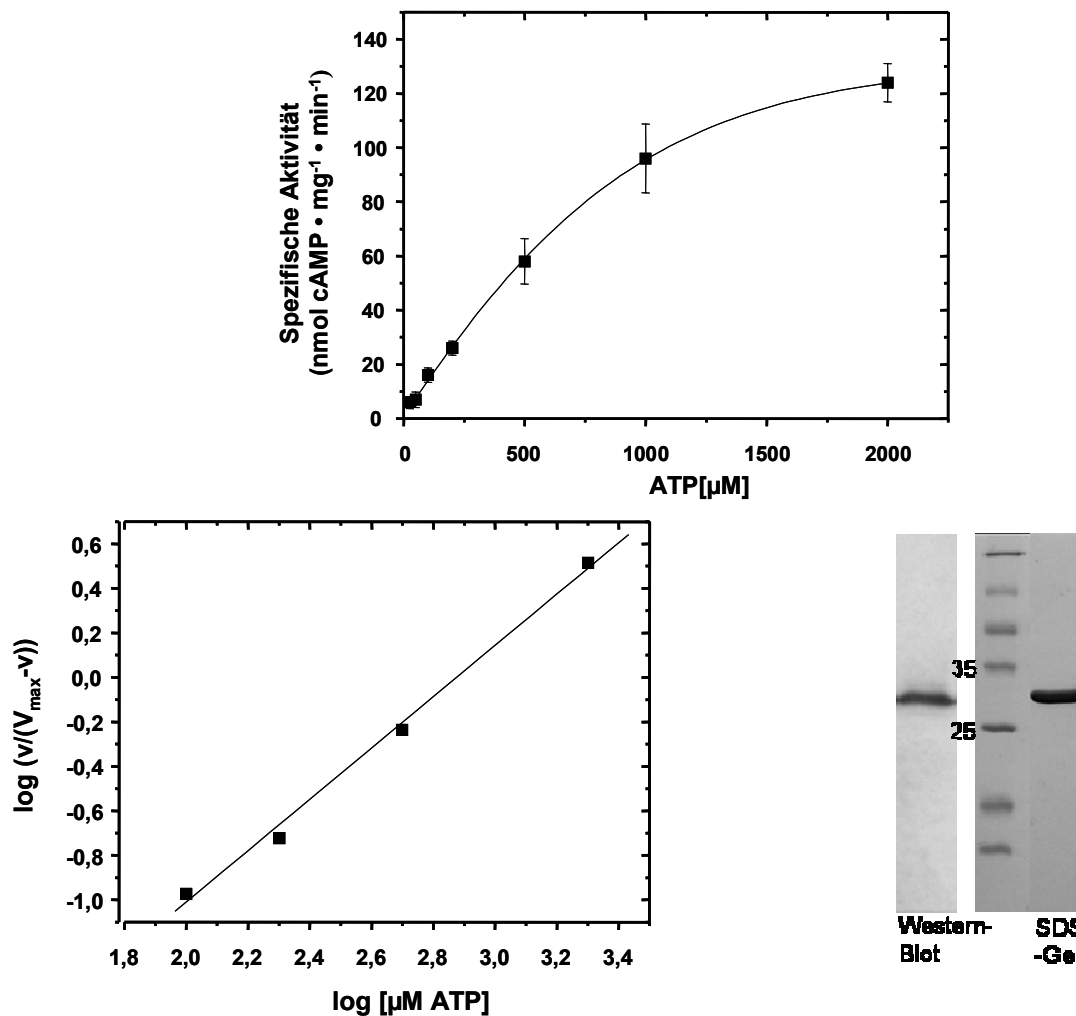 Spezifische Aktivität
(nmol cAMP • mg⁻¹ • min⁻¹)
140
120
100
80
60
40
20
0
0 500 1000 1500 2000
ATP[µM]
log (v/(Vmax-v))
0,6
0,4
0,2
0,0
-0,2
-0,4
-0,6
-0,8
-1,0
1,8 2,0 2,2 2,4 2,6 2,8 3,0 3,2 3,4
log [µM ATP]
35
25
Western-
Blot
SDS
-Ge